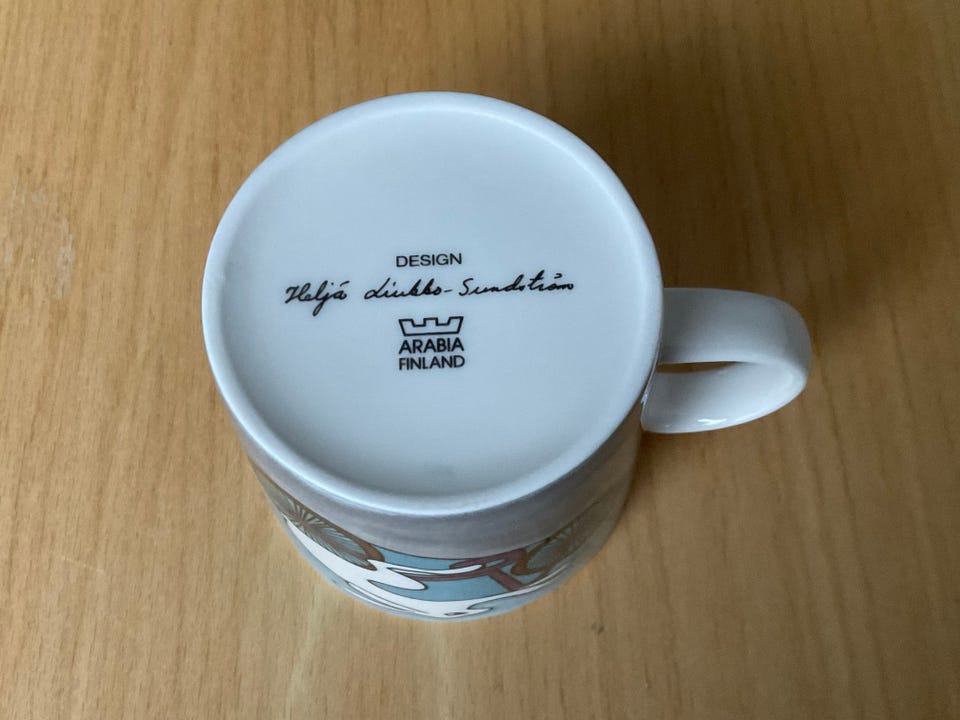 DESIGN
Heljä Liukko-Sundström
ARABIA
FINLAND